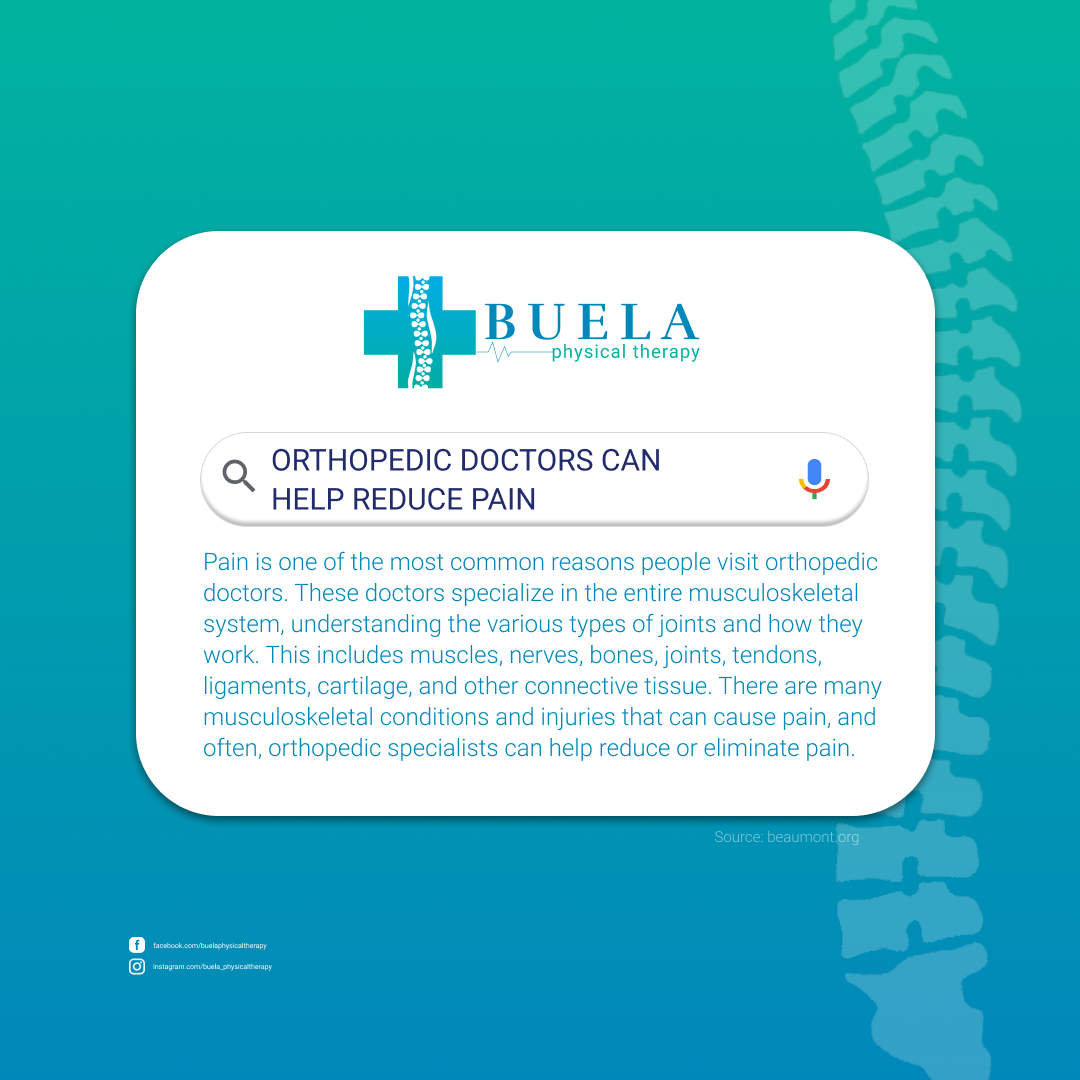 BUELA
physical therapy
ORTHOPEDIC DOCTORS CAN
HELP REDUCE PAIN
Pain is one of the most common reasons people visit orthopedic
doctors. These doctors specialize in the entire musculoskeletal
system, understanding the various types of joints and how they
work. This includes muscles, nerves, bones, joints, tendons,
ligaments, cartilage, and other connective tissue. There are many
musculoskeletal conditions and injuries that can cause pain, and
often, orthopedic specialists can help reduce or eliminate pain.
Source: beaumont.org
facebook.com/buelaphysicaltherapy
instagram.com/buela_physicaltherapy